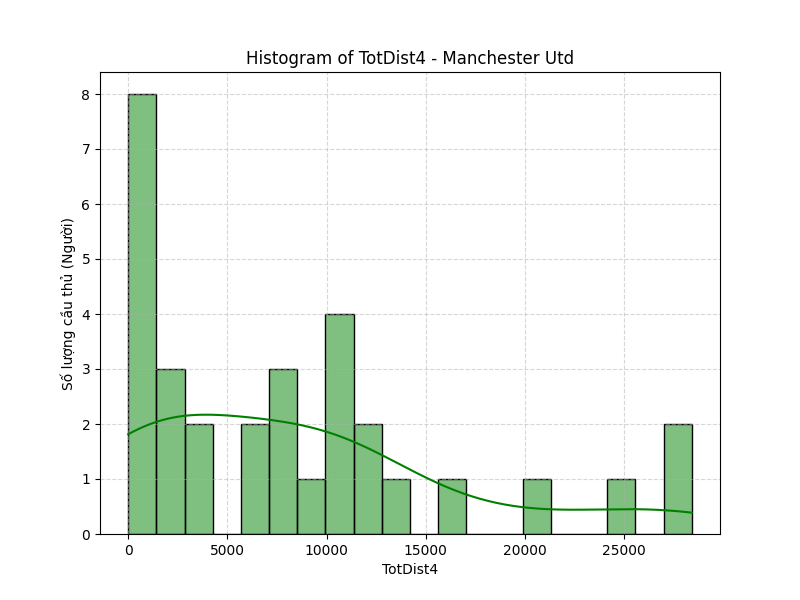 Histogram of TotDist4 - Manchester Utd
Số lượng cầu thủ (Người)
8
7
6
5
4
3
2
1
0
0 5000 10000 15000 20000 25000
TotDist4